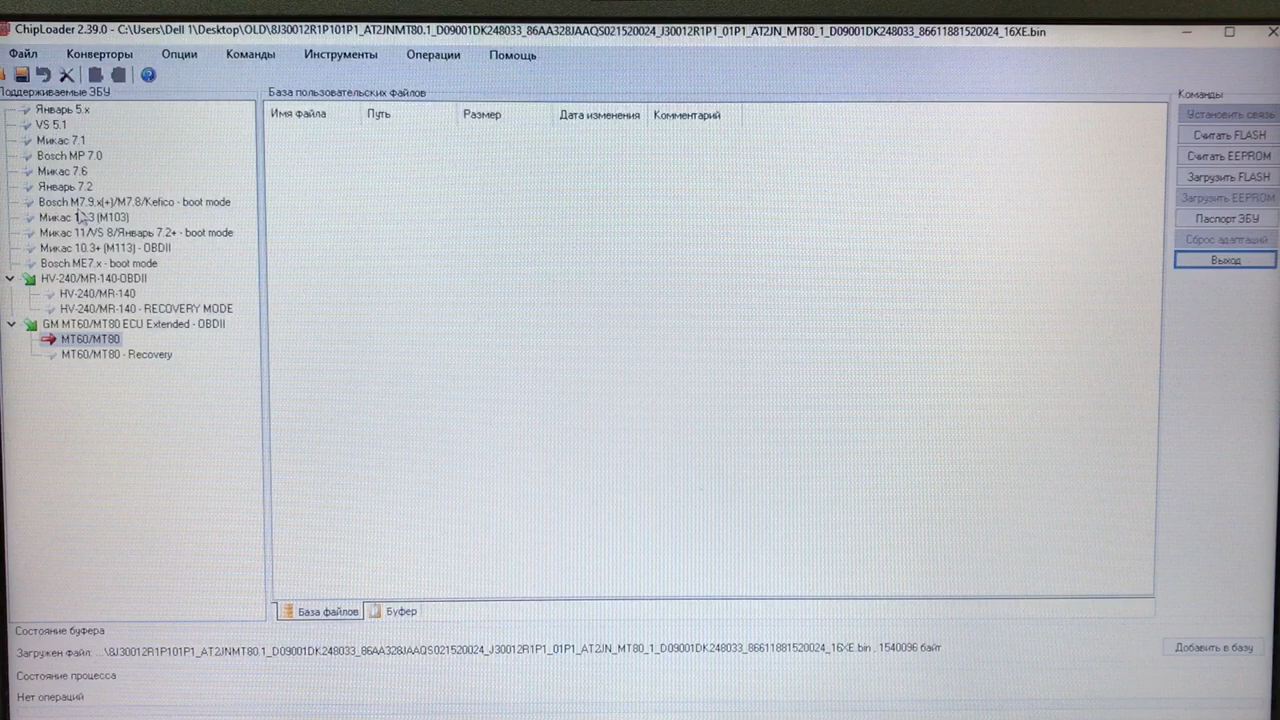 ChipLoader 2.39.0 - C:\Users\Dell 1\Desktop\OLD\8J30012R1P101P1_AT2JNMT80.1_D09001DK248033_86AA328JAAQS021520024_J30012R1P1_01P1_AT2JN_MT80_1_D09001DK248033_86611881520024_16XE.bin
Файл Конверторы Опции Команды Инструменты Операции Помощь
Поддерживаемые ЭБУ
Январь 5.x
VS 5.1
Микас 7.1
Bosch MP 7.0
Микас 7.6
Январь 7.2
Bosch M7.9.x(+)/M7.8/Kefico - boot mode
Микас (M103)
Микас 11/VS 8/Январь 7.2+ - boot mode
Микас 10.3+ (M113) - OBDII
Bosch ME7.x - boot mode
HV-240/MR-140-OBDII
HV-240/MR-140
HV-240/MR-140 - RECOVERY MODE
GM MT60/MT80 ECU Extended - OBDII
MT60/MT80
MT60/MT80 - Recovery
База пользовательских файлов
Имя файла Путь Размер Дата изменения Комментарий
База файлов Буфер
Команды
Установить связь
Считать FLASH
Считать EEPROM
Загрузить FLASH
Загрузить EEPROM
Паспорт ЭБУ
Сброс адаптаций
Выход
Состояние буфера
Загружен файл: ...\8J30012R1P101P1_AT2JNMT80.1_D09001DK248033_86AA328JAAQS021520024_J30012R1P1_01P1_AT2JN_MT80_1_D09001DK248033_86611881520024_16XE.bin , 1540096 байт
Добавить в базу
Состояние процесса
Нет операций